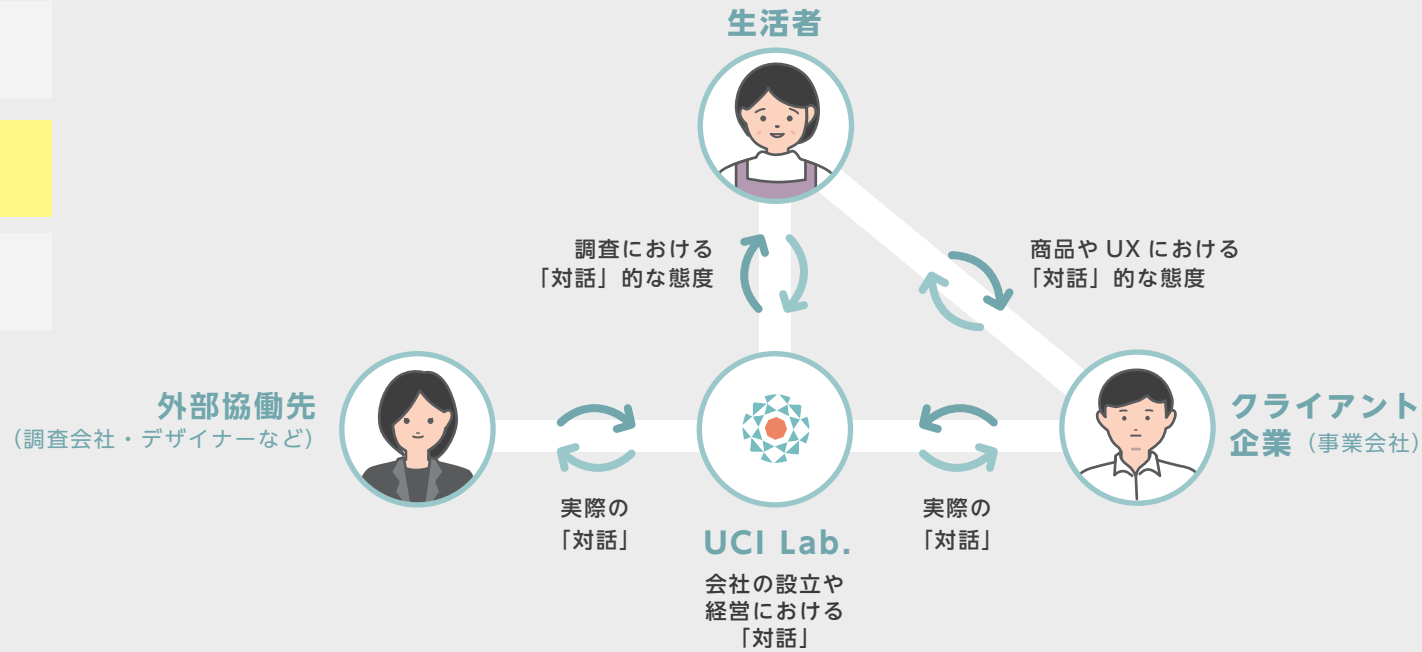 生活者
調査における
「対話」的な態度
商品や UX における
「対話」的な態度
外部協働先
（調査会社・デザイナーなど）
クライアント
企業（事業会社）
実際の
「対話」
実際の
「対話」
UCI Lab.
会社の設立や
経営における
「対話」